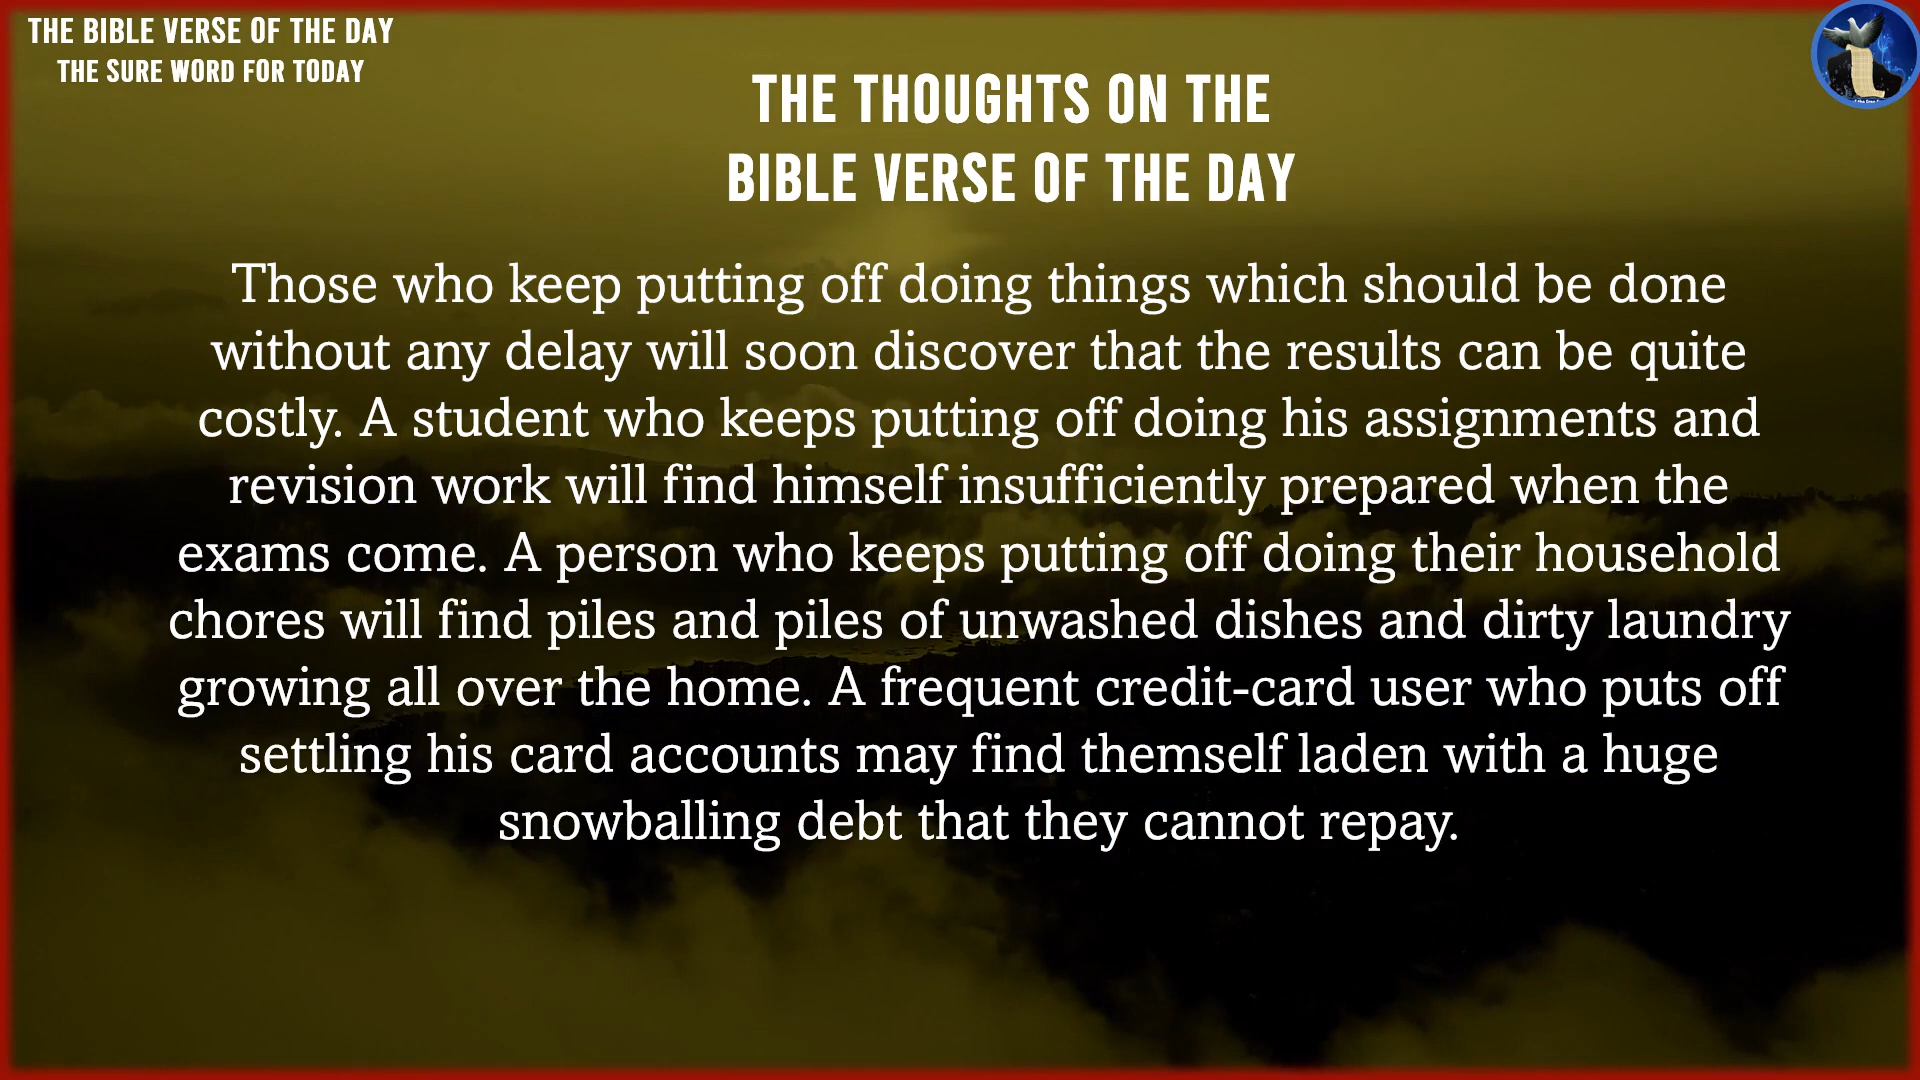 THE BIBLE VERSE OF THE DAY
THE SURE WORD FOR TODAY
THE THOUGHTS ON THE
BIBLE VERSE OF THE DAY
Those who keep putting off doing things which should be done
without any delay will soon discover that the results can be quite
costly. A student who keeps putting off doing his assignments and
revision work will find himself insufficiently prepared when the
exams come. A person who keeps putting off doing their household
chores will find piles and piles of unwashed dishes and dirty laundry
growing all over the home. A frequent credit-card user who puts off
settling his card accounts may find themself laden with a huge
snowballing debt that they cannot repay.